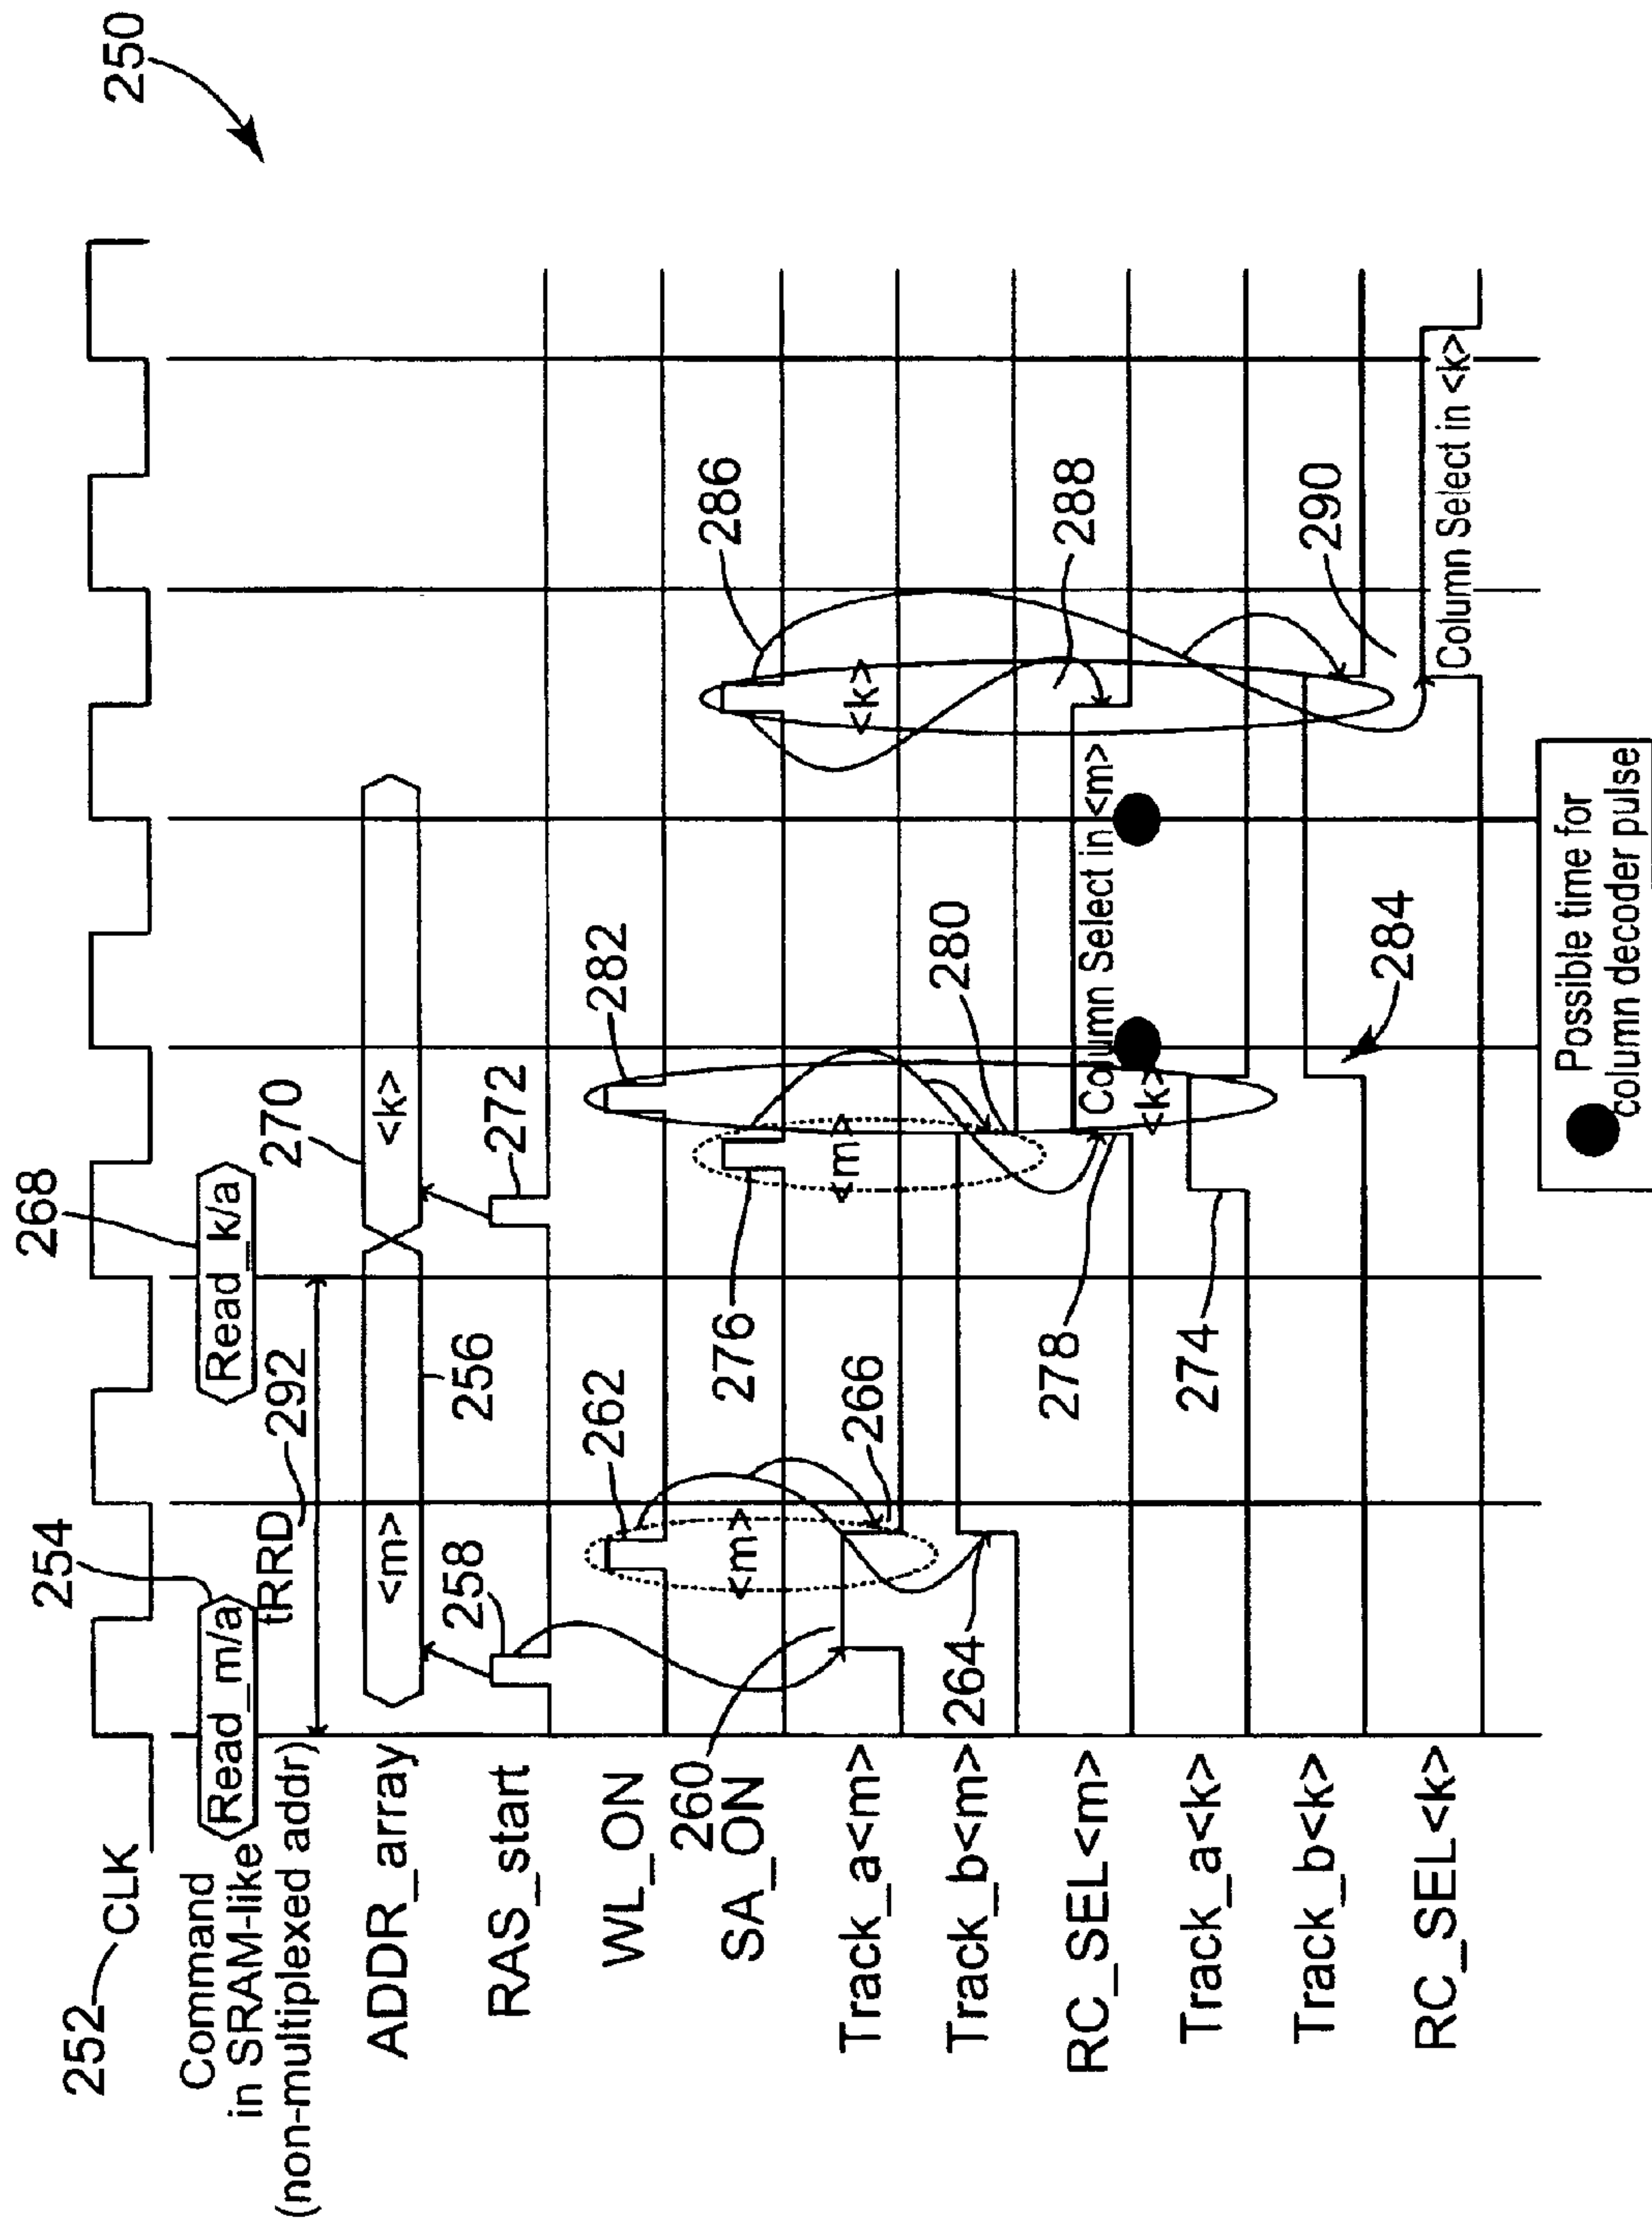 250
252
CLK
254
268
Command
in SRAM-like
(non-multiplexed addr)
Read_m/a
Read_k/a
tRRD
292
270
ADDR_array
<m>
<k>
256
RAS_start
258
272
WL_ON
262
282
SA_ON
<m>
276
286
260
Track_a<m>
266
<m>
<k>
Track_b<m>
264
280
RC_SEL<m>
278
Column Select in <m>
288
Track_a<k>
274
<k>
Track_b<k>
284
290
RC_SEL<k>
Column Select in <k>
Possible time for
column decoder pulse